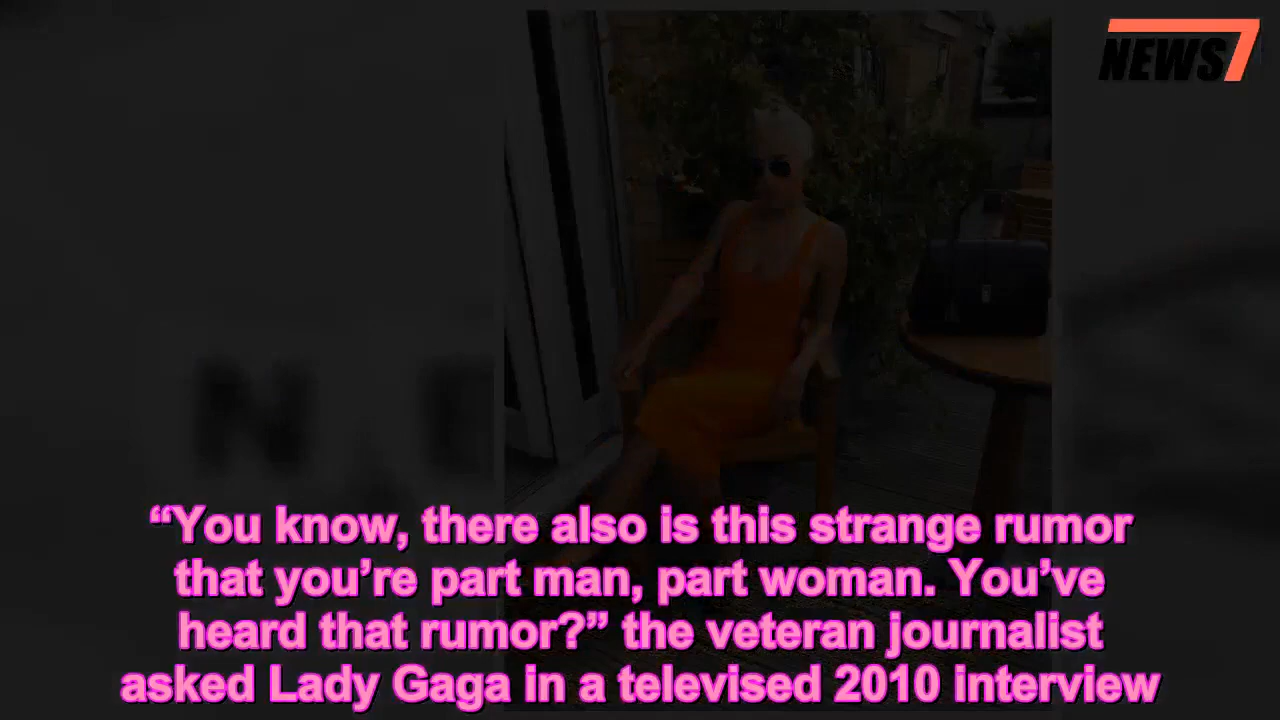 NEWS7
“You know, there also is this strange rumor
that you’re part man, part woman. You’ve
heard that rumor?” the veteran journalist
asked Lady Gaga in a televised 2010 interview